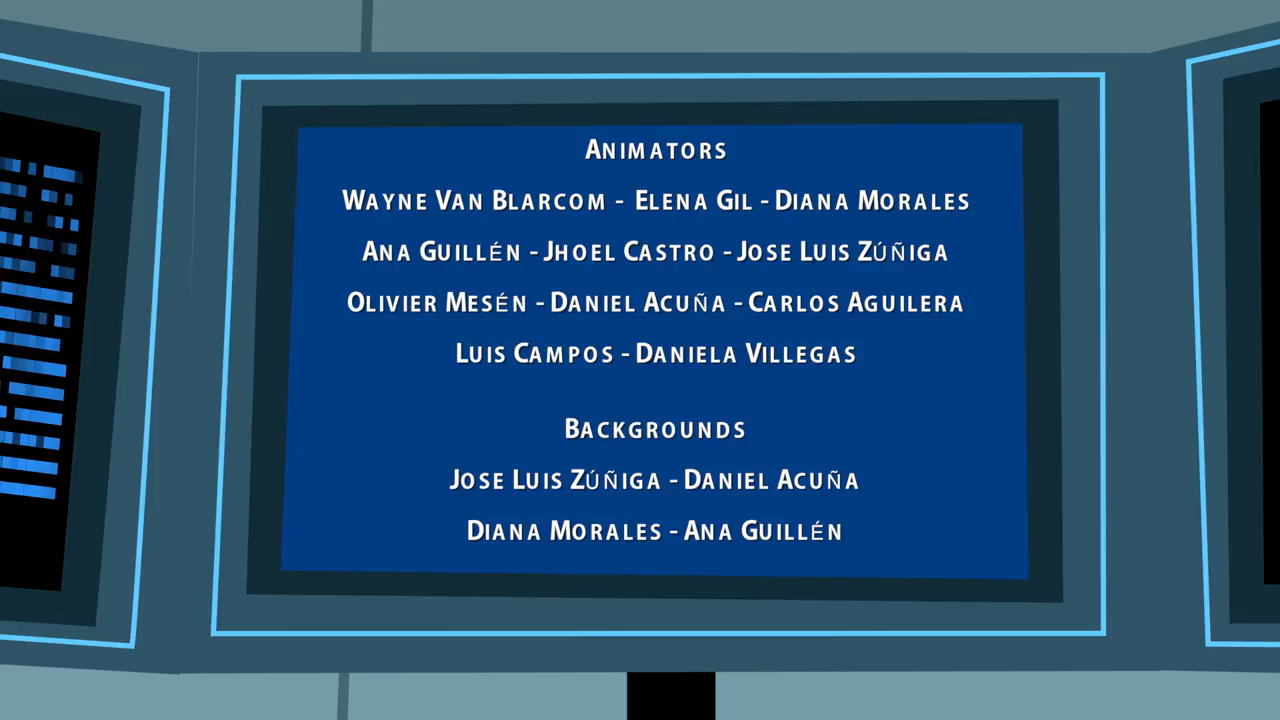 Animators
Wayne Van Blarcom - Elena Gil - Diana Morales
Ana Guillén - Jhoel Castro - Jose Luis Zúñiga
Olivier Mesén - Daniel Acuña - Carlos Aguilera
Luis Campos - Daniela Villegas
Backgrounds
Jose Luis Zúñiga - Daniel Acuña
Diana Morales - Ana Guillén